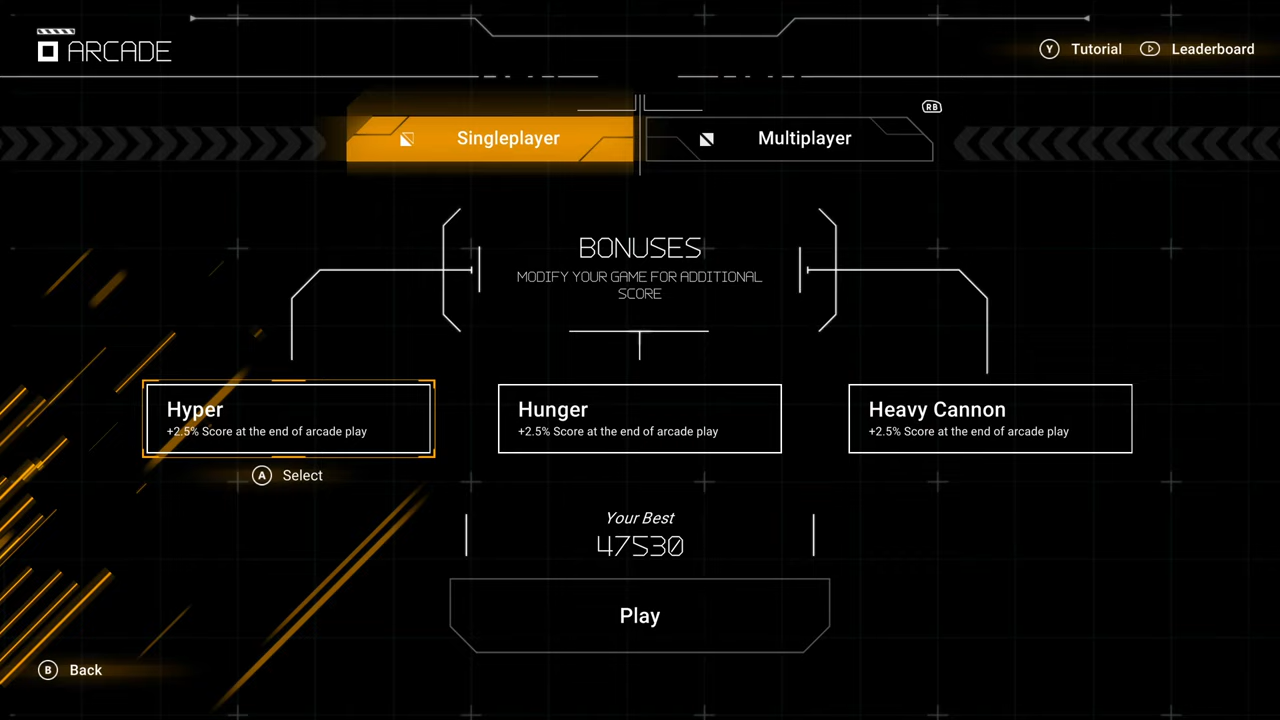 ARCADE
Y Tutorial
Leaderboard
RB
Singleplayer
Multiplayer
BONUSES
MODIFY YOUR GAME FOR ADDITIONAL
SCORE
Hyper
+2.5% Score at the end of arcade play
Hunger
+2.5% Score at the end of arcade play
Heavy Cannon
+2.5% Score at the end of arcade play
A Select
Your Best
47530
Play
B Back